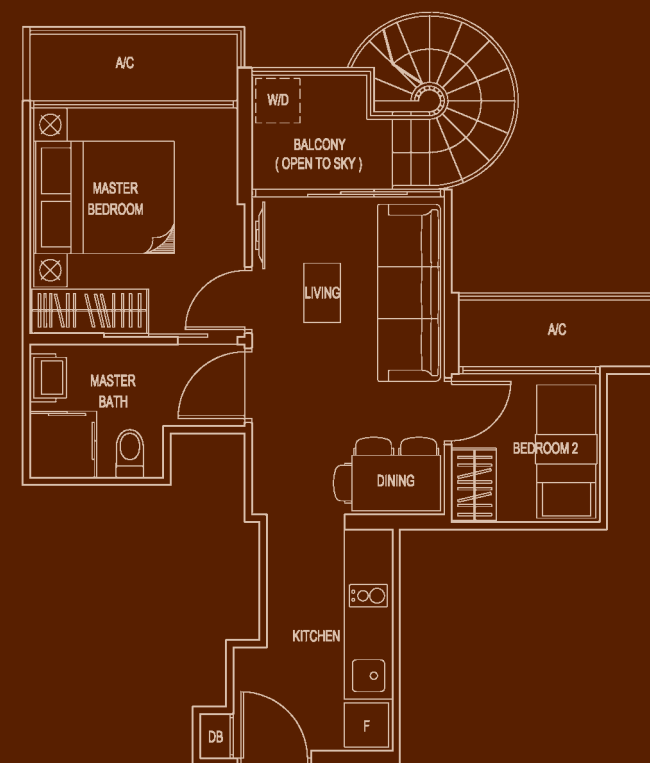 A/C
W/D
BALCONY
( OPEN TO SKY )
MASTER
BEDROOM
LIVING
A/C
MASTER
BATH
BEDROOM 2
DINING
KITCHEN
F
DB